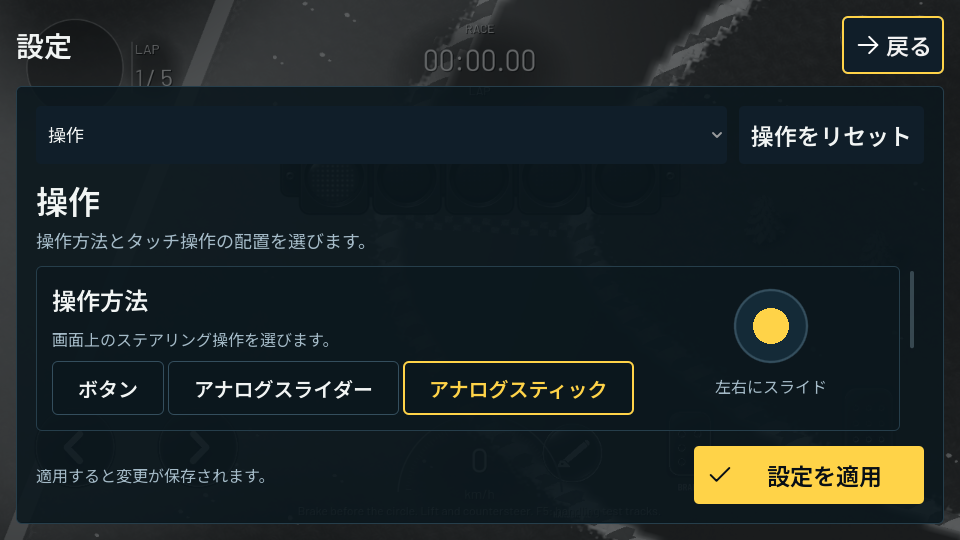 設定
LAP
1/ 5
RACE
00:00.00
戻る
操作
操作をリセット
操作
操作方法とタッチ操作の配置を選びます。
操作方法
画面上のステアリング操作を選びます。
ボタン
アナログスライダー
アナログスティック
左右にスライド
0
適用すると変更が保存されます。
設定を適用